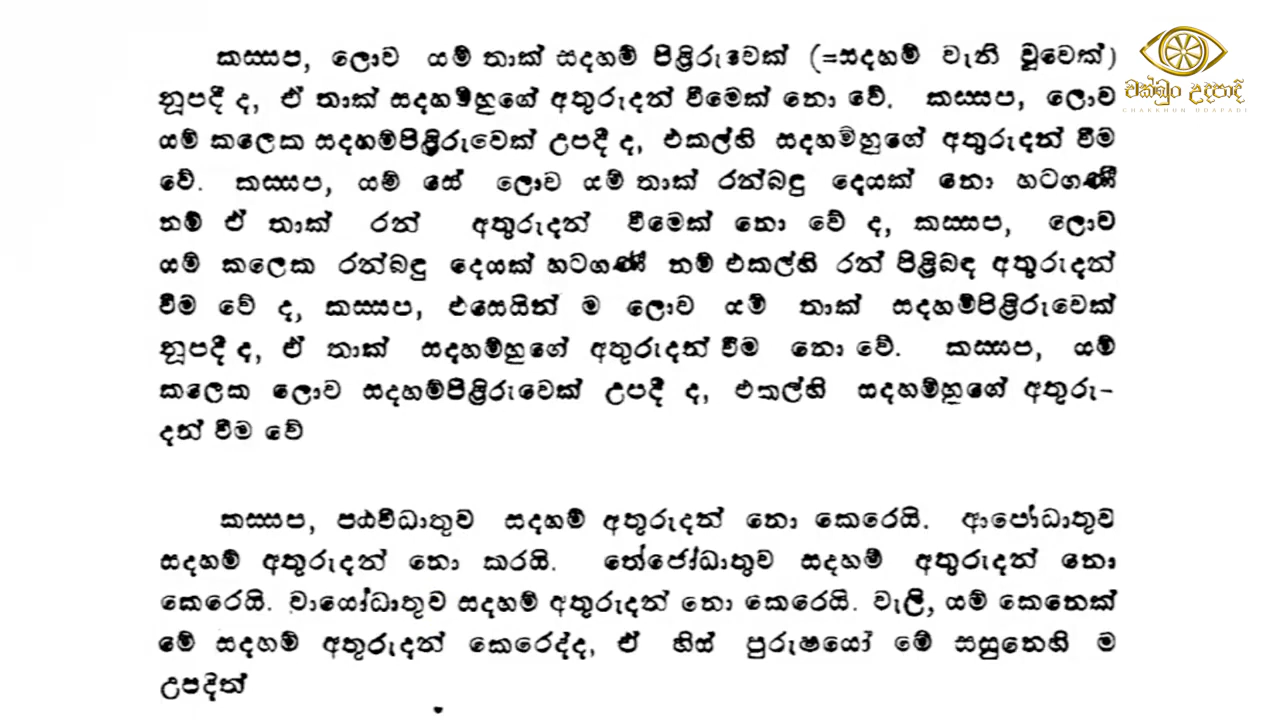 කස්සප, ලොව යම් තාක් සදහම් පිළිරුවෙක් (=සදහම් වැනි වූවෙක්)
නූපදී ද, ඒ තාක් සදහම්හුගේ අතුරුදන් වීමෙක් නො වේ. කස්සප, ලොව
යම් කලෙක සදහම්පිළිරුවෙක් උපදී ද, එකල්හි සදහම්හුගේ අතුරුදන් වීම
වේ. කස්සප, යම් සේ ලොව යම් තාක් රන්බඳු දෙයක් නො හටගණී
නම් ඒ තාක් රන් අතුරුදන් වීමෙක් නො වේ ද, කස්සප, ලොව
යම් කලෙක රන්බඳු දෙයක් හටගණී නම් එකල්හි රන් පිළිබඳ අතුරුදන්
වීම වේ ද, කස්සප, එසෙයින් ම ලොව යම් තාක් සදහම්පිළිරුවෙක්
නූපදී ද, ඒ තාක් සදහම්හුගේ අතුරුදන් වීම නො වේ. කස්සප, යම්
කලෙක ලොව සදහම්පිළිරුවෙක් උපදී ද, එකල්හි සදහම්හුගේ අතුරු-
දන් වීම වේ
කස්සප, පඨවිධාතුව සදහම් අතුරුදන් නො කෙරෙයි. ආපෝධාතුව
සදහම් අතුරුදන් නො කරයි. තේජෝධාතුව සදහම් අතුරුදන් නො
කෙරෙයි. වායෝධාතුව සදහම් අතුරුදන් නො කෙරෙයි. වැලි, යම් කෙනෙක්
මේ සදහම් අතුරුදන් කෙරෙද්ද, ඒ හිස් පුරුෂයෝ මේ සසුනෙහි ම
උපදිත්
චක්ඛුං උදපාදි
CHAKKHUN UDAPADI